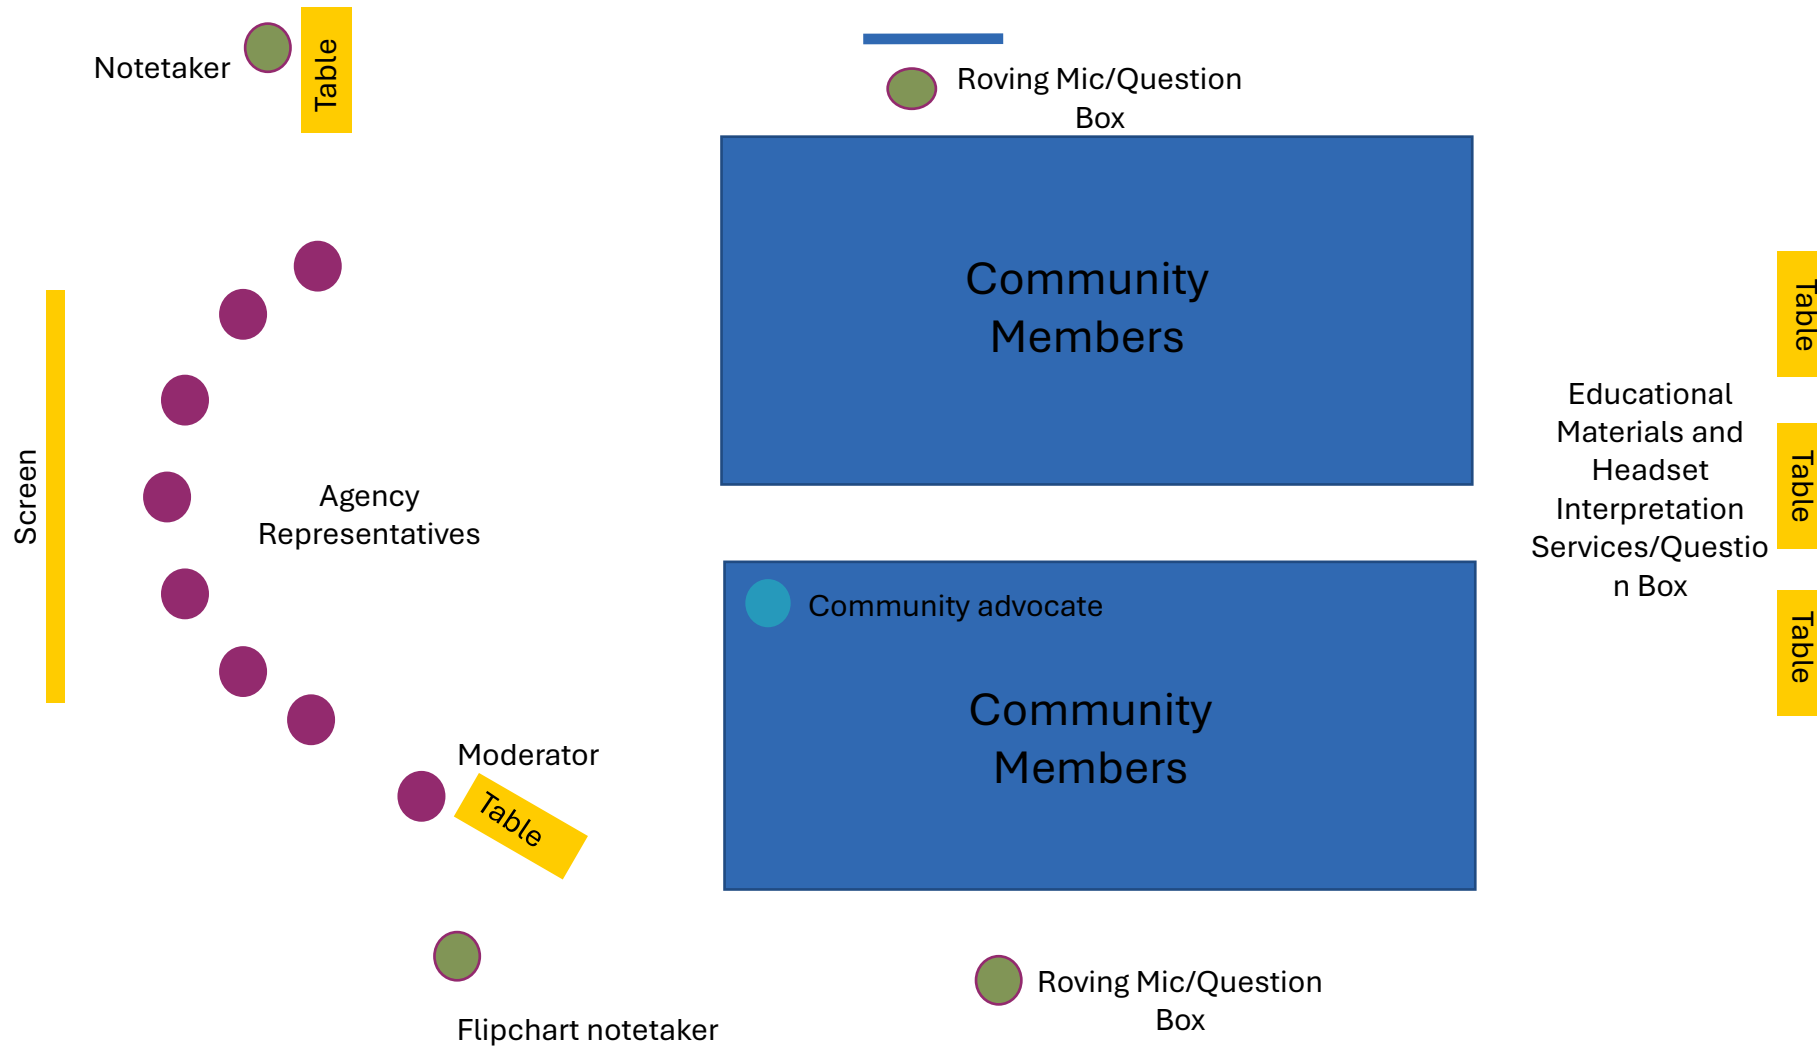 Notetaker
Table
Roving Mic/Question
Box
Community
Members
Screen
Agency
Representatives
Table
Educational
Materials and
Headset
Interpretation
Services/Questio
n Box
Table
Table
Community advocate
Community
Members
Moderator
Table
Flipchart notetaker
Roving Mic/Question
Box